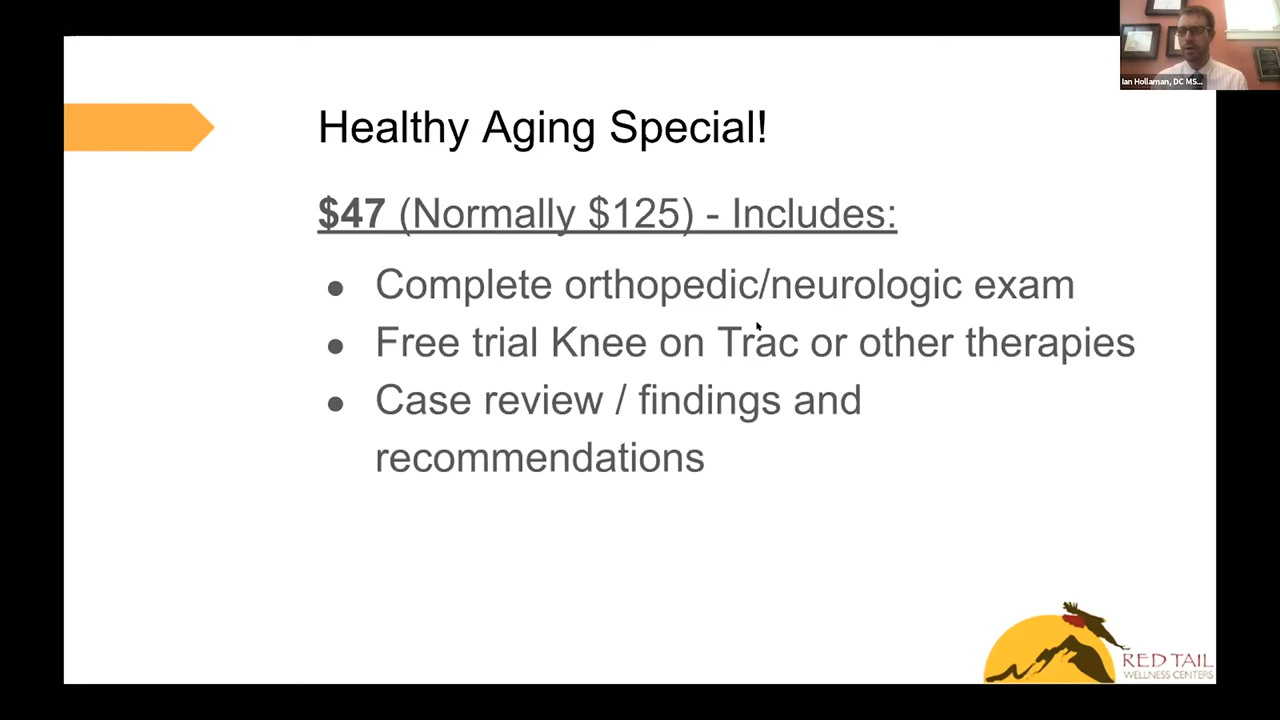 Ian Hollaman, DC MS...
Healthy Aging Special!
$47 (Normally $125) - Includes:
● Complete orthopedic/neurologic exam
● Free trial Knee on Trac or other therapies
● Case review / findings and
recommendations
RED TAIL
WELLNESS CENTERS